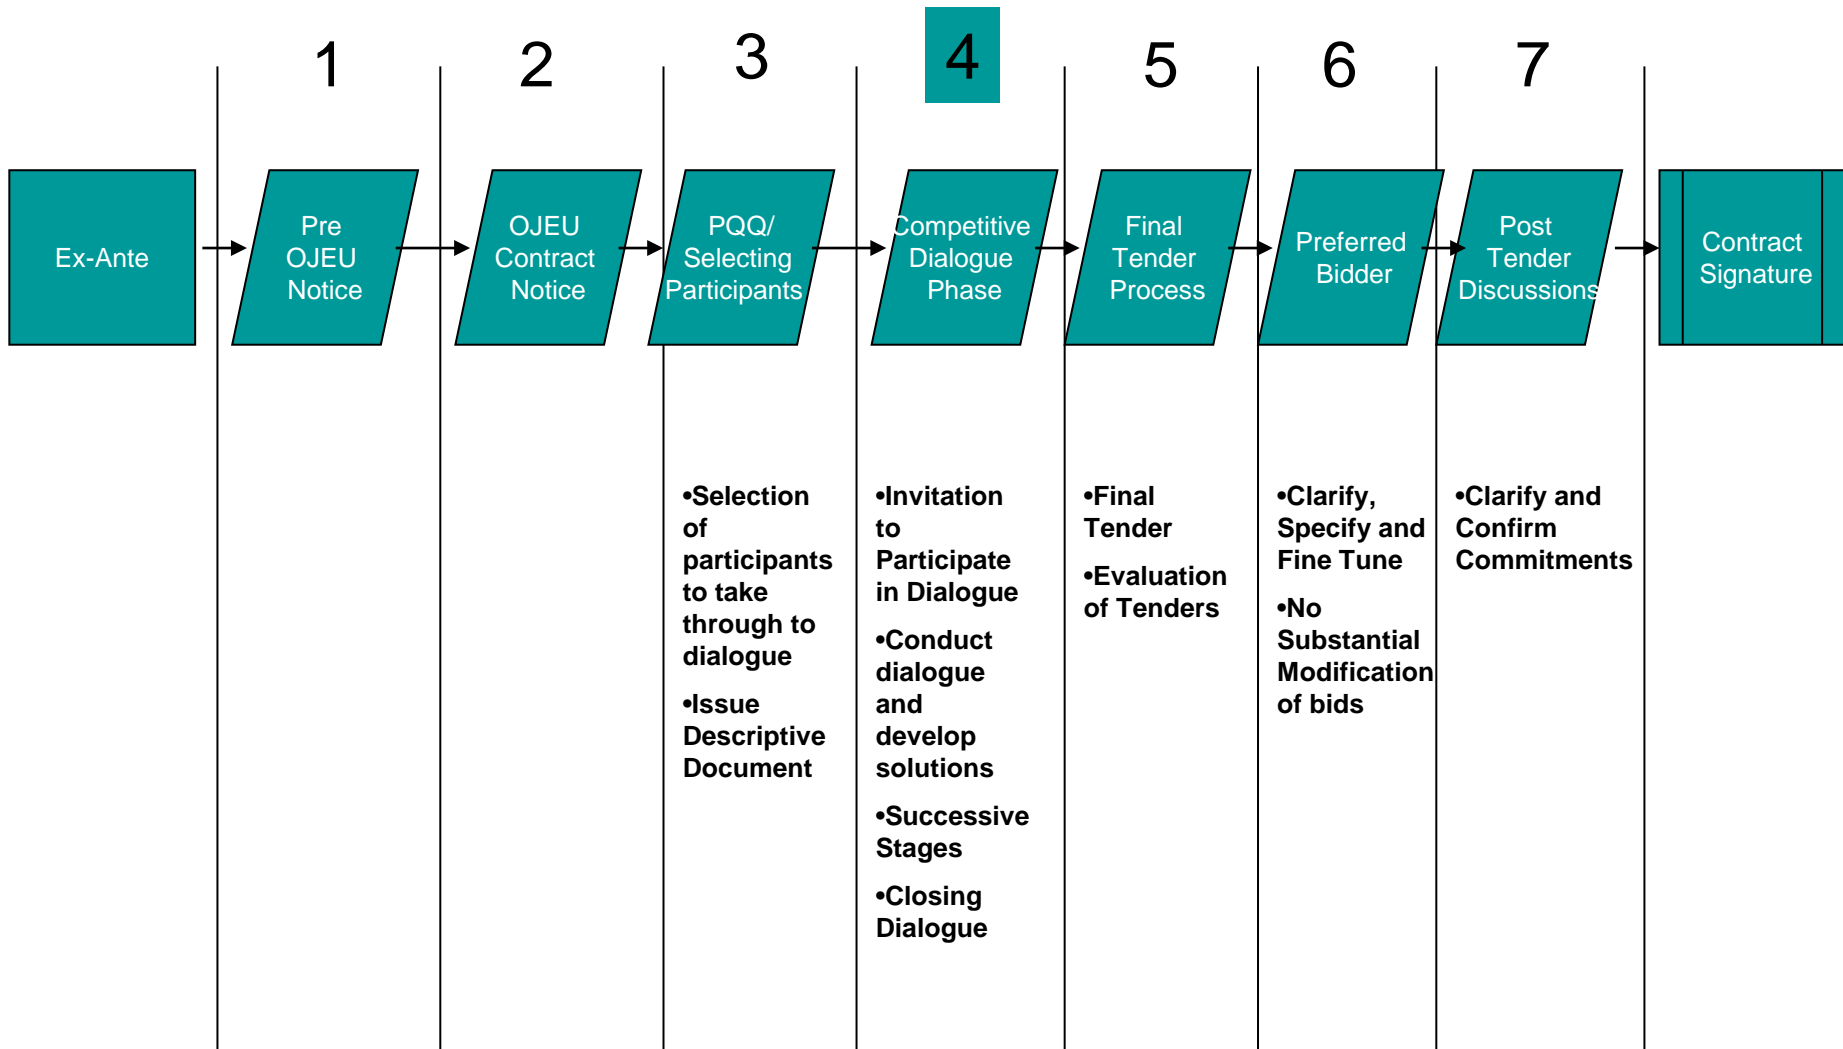 1
2
3
4
5
6
7
Ex-Ante
Pre
OJEU
Notice
OJEU
Contract
Notice
PQQ/
Selecting
Participants
Competitive
Dialogue
Phase
Final
Tender
Process
Preferred
Bidder
Post
Tender
Discussions
Contract
Signature
•Selection
of
participants
to take
through to
dialogue
•Issue
Descriptive
Document
•Invitation
to
Participate
in Dialogue
•Conduct
dialogue
and
develop
solutions
•Successive
Stages
•Closing
Dialogue
•Final
Tender
•Evaluation
of Tenders
•Clarify,
Specify and
Fine Tune
•No
Substantial
Modification
of bids
•Clarify and
Confirm
Commitments